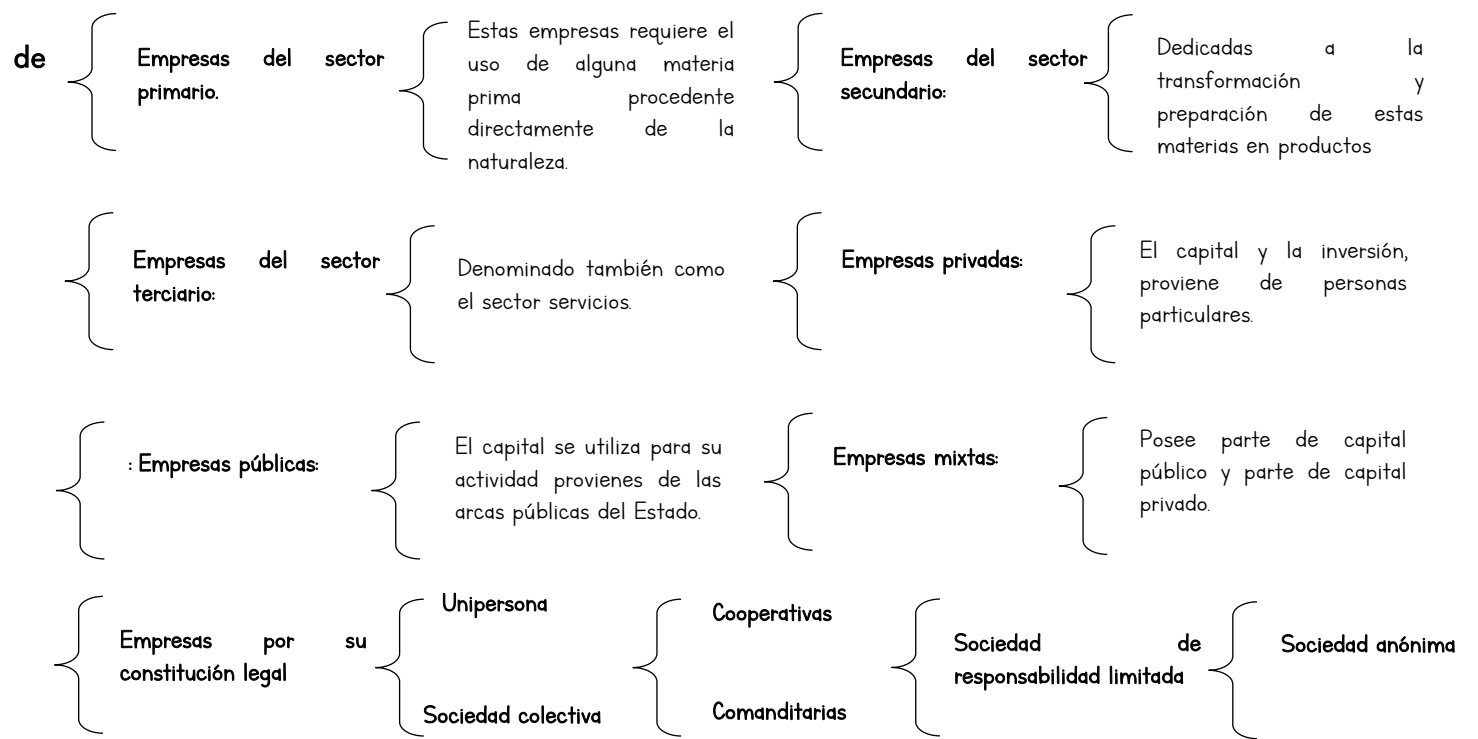 de
Empresas del sector
primario.
Estas empresas requiere el
uso de alguna materia
prima procedente
directamente de la
naturaleza.
Empresas del sector
secundario:
Dedicadas a la
transformación y
preparación de estas
materias en productos
Empresas del sector
terciario:
Denominado también como
el sector servicios.
Empresas privadas:
El capital y la inversión,
proviene de personas
particulares.
: Empresas públicas:
El capital se utiliza para su
actividad provienes de las
arcas públicas del Estado.
Empresas mixtas:
Posee parte de capital
público y parte de capital
privado.
Empresas por su
constitución legal
Unipersona
Sociedad colectiva
Cooperativas
Comanditarias
Sociedad de
responsabilidad limitada
Sociedad anónima